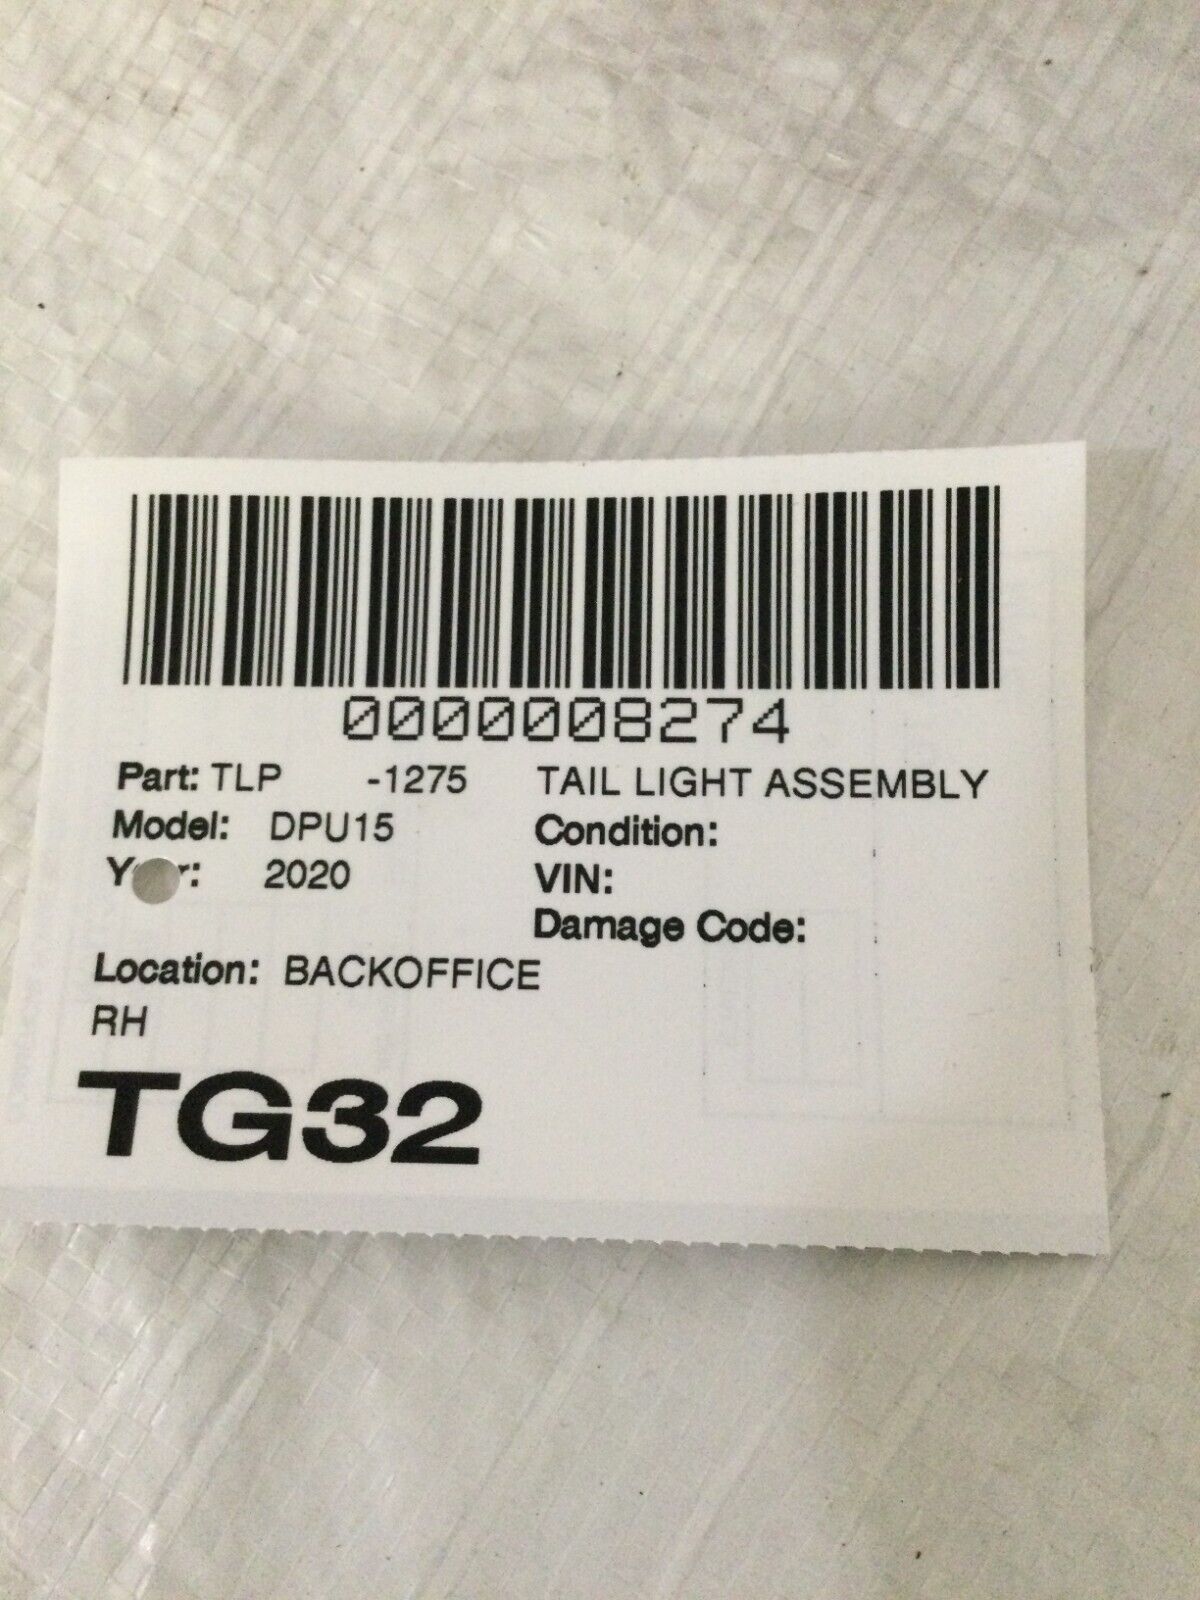 0000008274
Part: TLP -1275 TAIL LIGHT ASSEMBLY
Model: DPU15 Condition:
Y r: 2020 VIN:
Damage Code:
Location: BACKOFFICE
RH
TG32